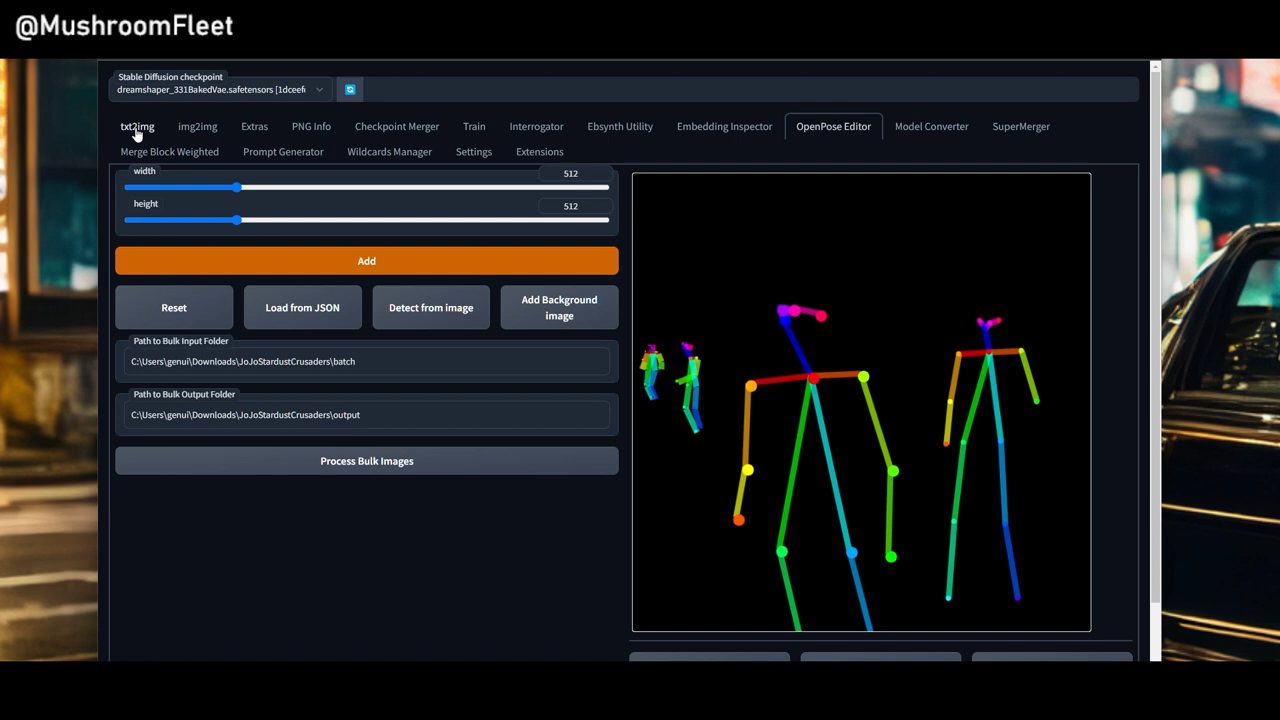 @MushroomFleet
Stable Diffusion checkpoint
dreamshaper_331BakedVae.safetensors [1dceef
txt2img img2img Extras PNG Info Checkpoint Merger Train Interrogator Ebsynth Utility Embedding Inspector OpenPose Editor Model Converter SuperMerger
Merge Block Weighted Prompt Generator Wildcards Manager Settings Extensions
width 512
height 512
Add
Reset Load from JSON Detect from image Add Background
image
Path to Bulk Input Folder
C:\Users\genui\Downloads\JoJoStardustCrusaders\batch
Path to Bulk Output Folder
C:\Users\genui\Downloads\JoJoStardustCrusaders\output
Process Bulk Images